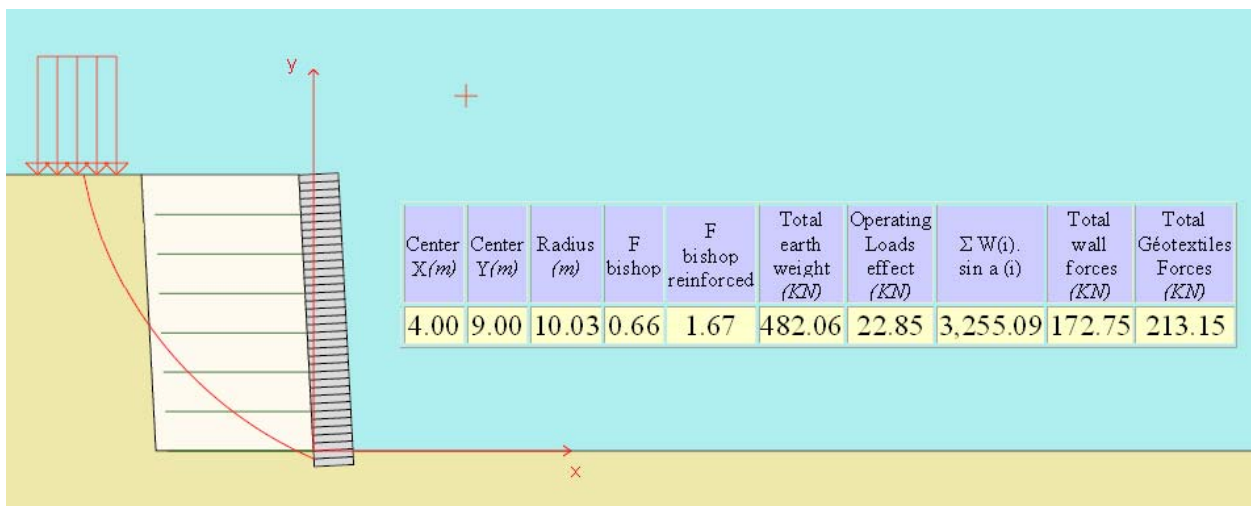 y
Center X(m)
Center Y(m)
Radius (m)
F bishop
F bishop reinforced
Total earth weight (KN)
Operating Loads effect (KN)
Σ W(i). sin a (i)
Total wall forces (KN)
Total Géotextiles Forces (KN)
4.00 9.00 10.03 0.66 1.67 482.06 22.85 3,255.09 172.75 213.15
x